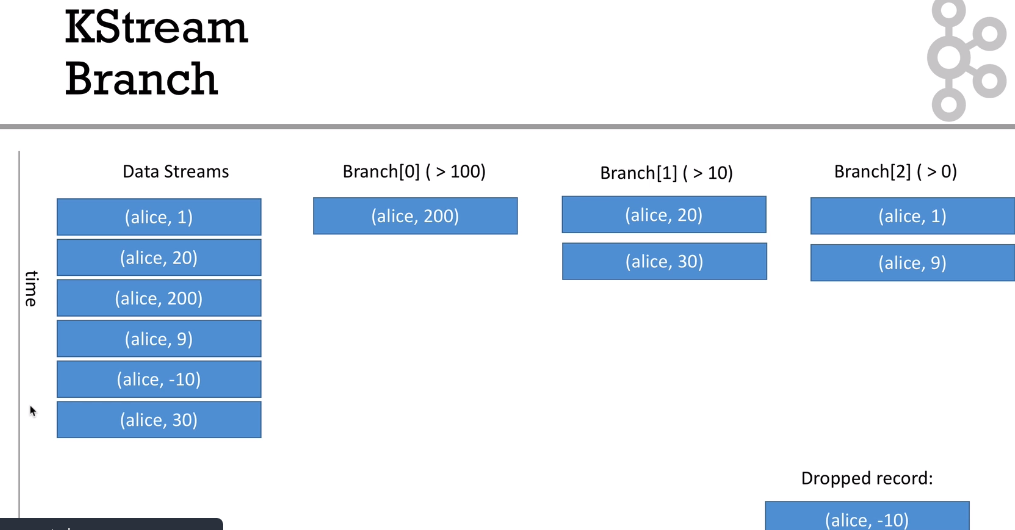 KStream
Branch
Data Streams
Branch[0] ( > 100)
Branch[1] ( > 10)
Branch[2] ( > 0)
time
(alice, 1)
(alice, 20)
(alice, 200)
(alice, 9)
(alice, -10)
(alice, 30)
(alice, 200)
(alice, 20)
(alice, 30)
(alice, 1)
(alice, 9)
Dropped record:
(alice, -10)